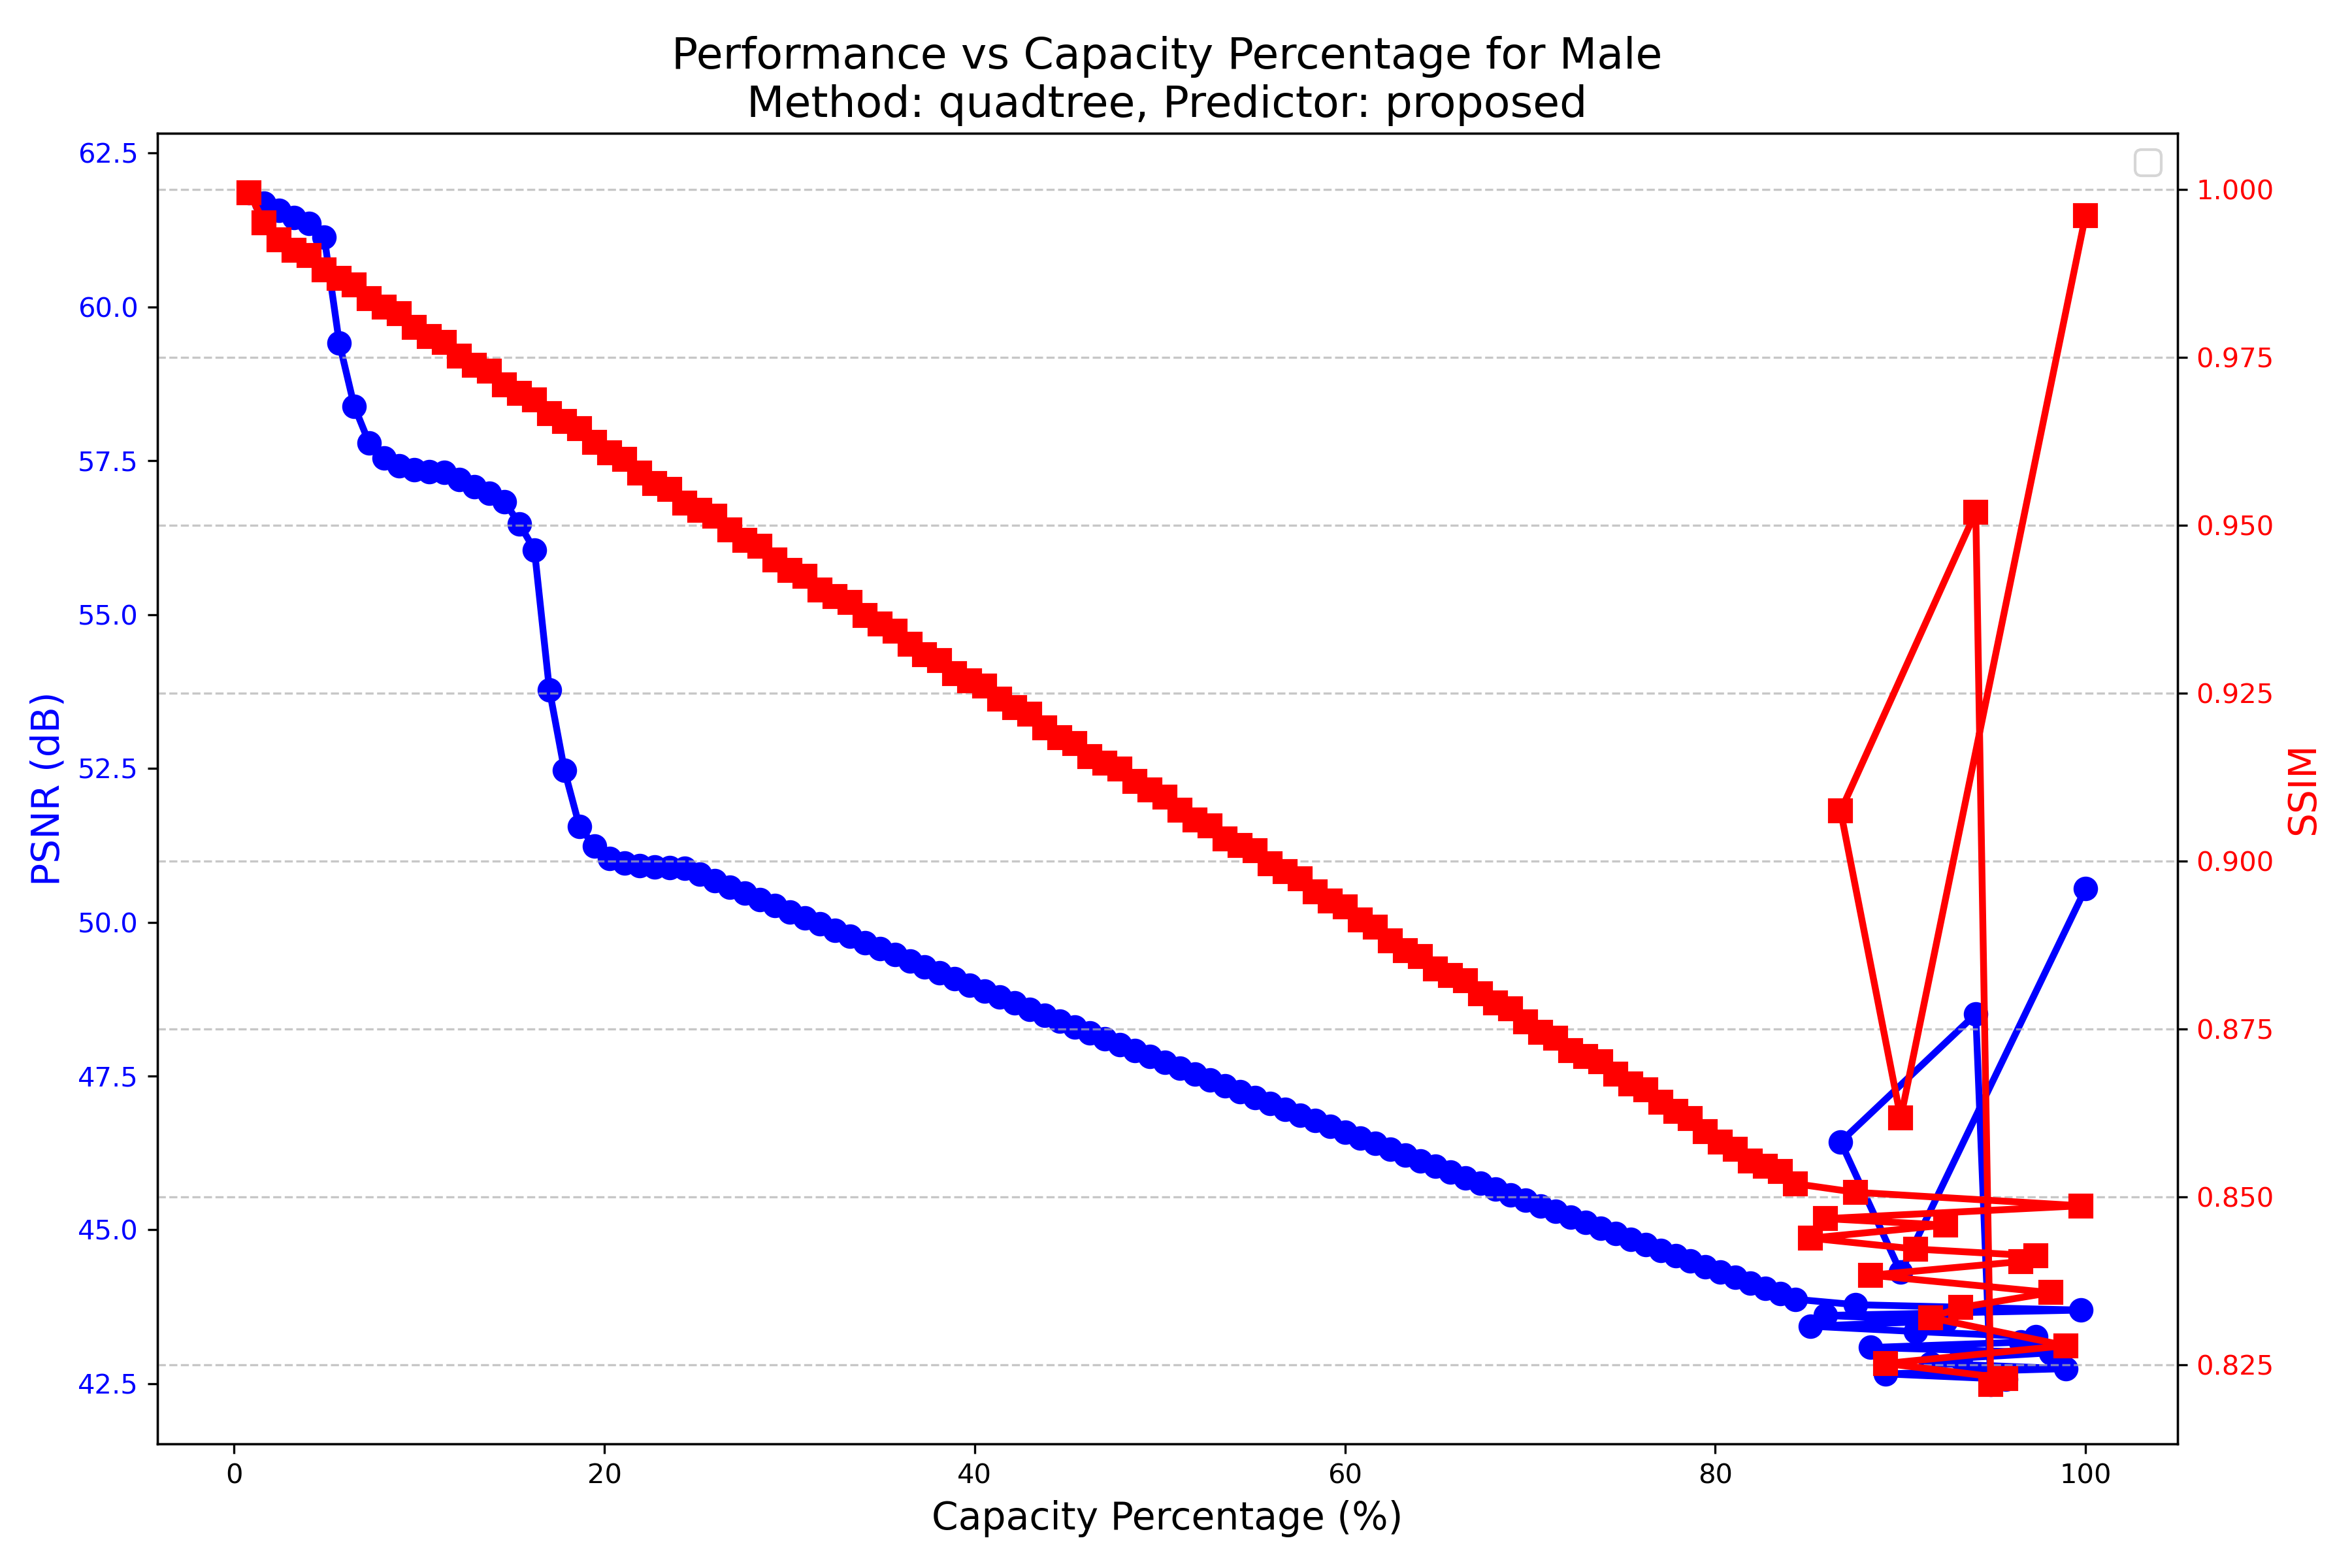 Performance vs Capacity Percentage for Male
Method: quadtree, Predictor: proposed
62.5
60.0
57.5
55.0
52.5
50.0
47.5
45.0
42.5
PSNR (dB)
1.000
0.975
0.950
0.925
0.900
0.875
0.850
0.825
SSIM
0 20 40 60 80 100
Capacity Percentage (%)